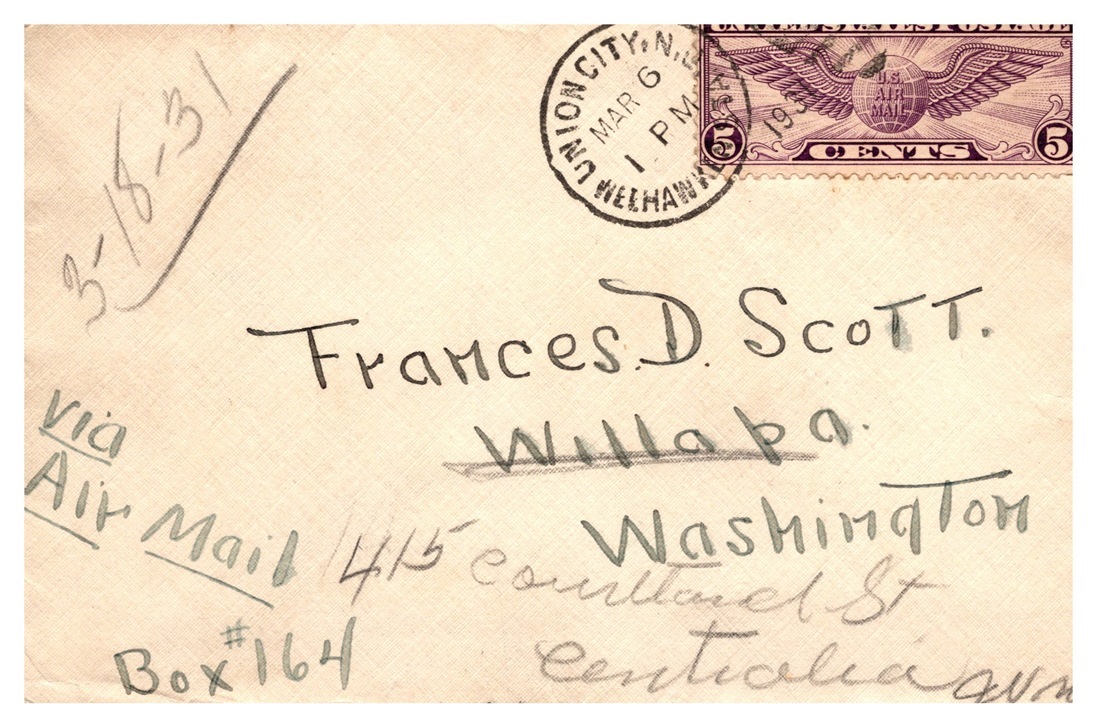 UNION CITY, N.J.
MAR 6
1 PM
WEEHAWKEN
193
U.S.
AIR
MAIL
5 CENTS 5
3-18-31
Frances. D. Scott.
Willapa.
Washington
via
Air Mail
415
St
Centralia
Box #164